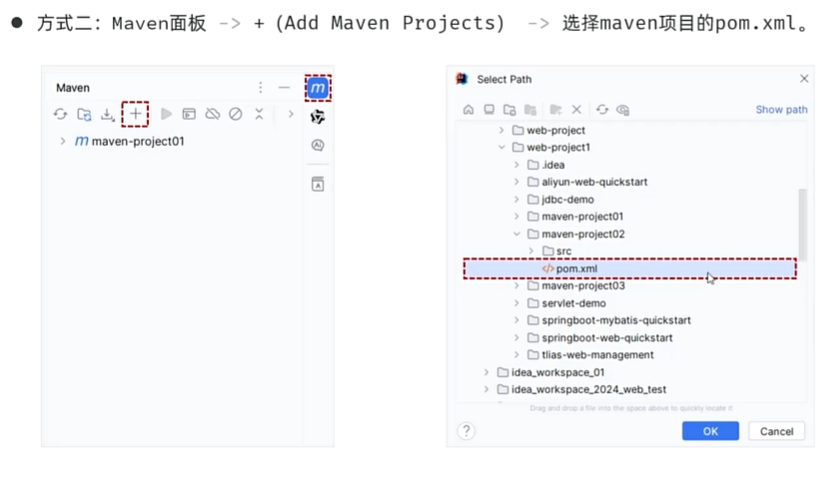 ● 方式二：Maven面板 -> +（Add Maven Projects） -> 选择maven项目的pom.xml。
Maven
m
maven-project01
AI
A
Select Path
Show path
web-project
web-project1
.idea
aliyun-web-quickstart
jdbc-demo
maven-project01
maven-project02
src
</> pom.xml
maven-project03
servlet-demo
springboot-mybatis-quickstart
springboot-web-quickstart
tlias-web-management
idea_workspace_01
idea_workspace_2024_web_test
Drag and drop a file into the space above to quickly locate it
?
OK
Cancel